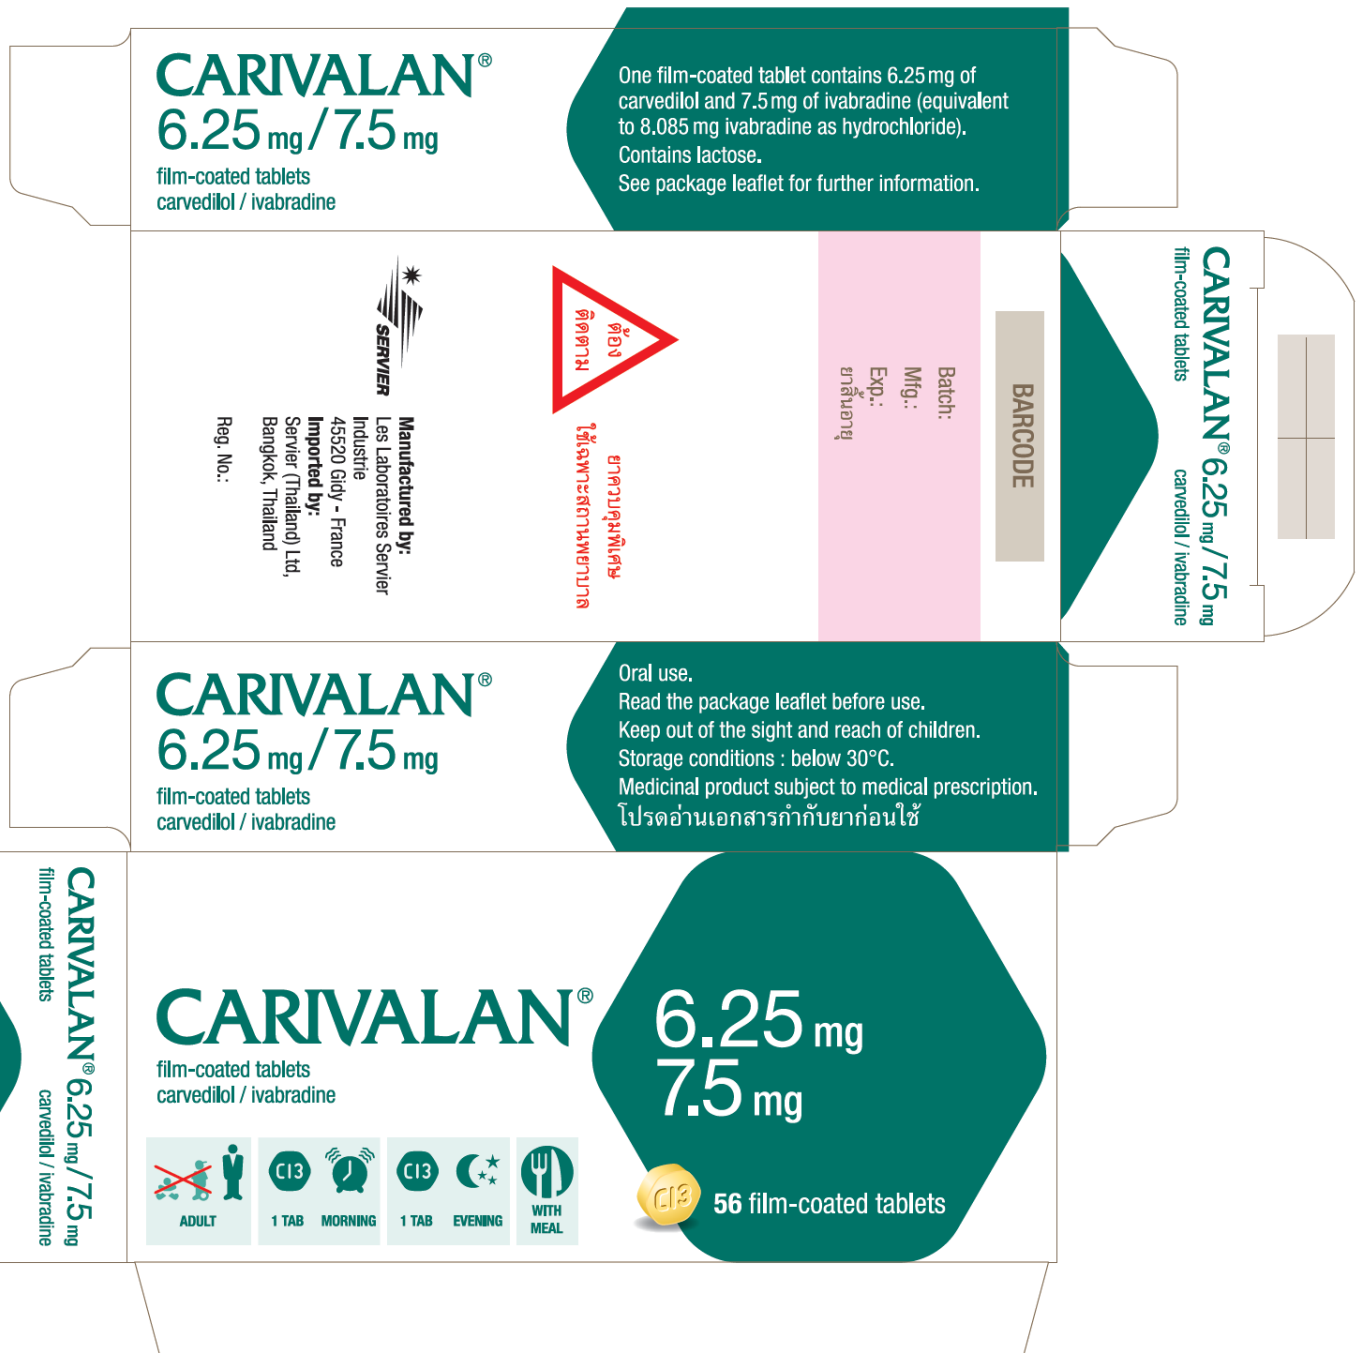 CARIVALAN®
6.25 mg / 7.5 mg
film-coated tablets
carvedilol / ivabradine
One film-coated tablet contains 6.25 mg of
carvedilol and 7.5 mg of ivabradine (equivalent
to 8.085 mg ivabradine as hydrochloride).
Contains lactose.
See package leaflet for further information.
SERVIER
Manufactured by:
Les Laboratoires Servier
Industrie
45520 Gidy - France
Imported by:
Servier (Thailand) Ltd,
Bangkok, Thailand
Reg. No.:
ต้อง
ติดตาม
ยาควบคุมพิเศษ
ใช้เฉพาะสถานพยาบาล
Batch:
Mfg.:
Exp.:
ยาสิ้นอายุ
BARCODE
CARIVALAN® 6.25 mg / 7.5 mg
film-coated tablets carvedilol / ivabradine
CARIVALAN®
6.25 mg / 7.5 mg
film-coated tablets
carvedilol / ivabradine
Oral use.
Read the package leaflet before use.
Keep out of the sight and reach of children.
Storage conditions : below 30°C.
Medicinal product subject to medical prescription.
โปรดอ่านเอกสารกำกับยาก่อนใช้
CARIVALAN® 6.25 mg / 7.5 mg
film-coated tablets carvedilol / ivabradine
CARIVALAN®
film-coated tablets
carvedilol / ivabradine
6.25 mg
7.5 mg
CI3 CI3
ADULT 1 TAB MORNING 1 TAB EVENING WITH
MEAL
CI3
56 film-coated tablets